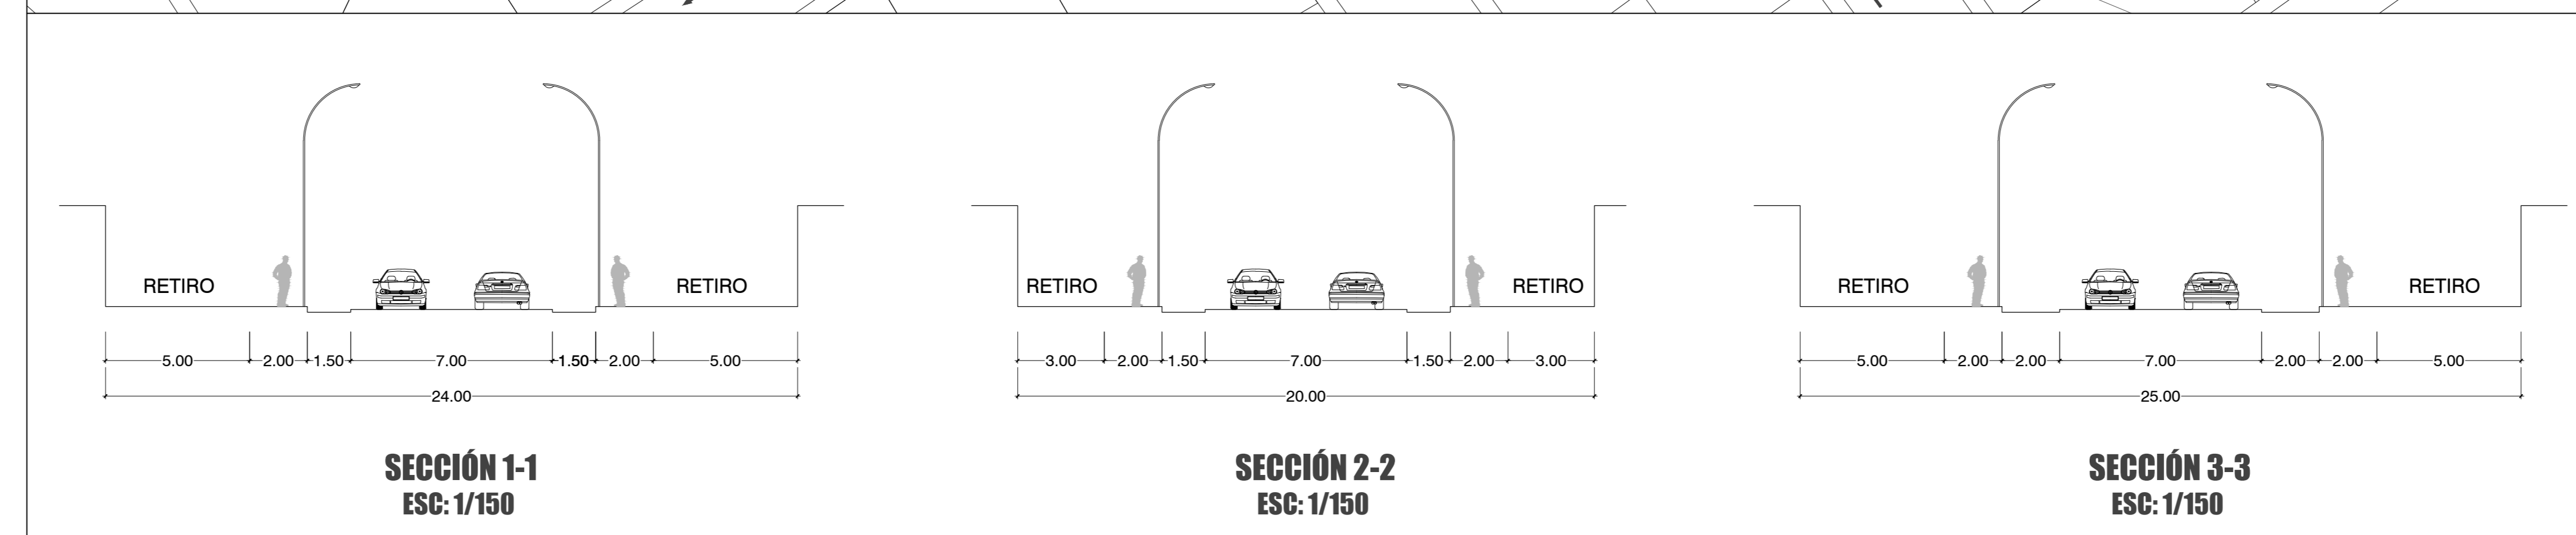 RETIRO RETIRO
5.00 2.00 1.50 7.00 1.50 2.00 5.00
24.00
SECCIÓN 1-1
ESC: 1/150
RETIRO RETIRO
3.00 2.00 1.50 7.00 1.50 2.00 3.00
20.00
SECCIÓN 2-2
ESC: 1/150
RETIRO RETIRO
5.00 2.00 2.00 7.00 2.00 2.00 5.00
25.00
SECCIÓN 3-3
ESC: 1/150